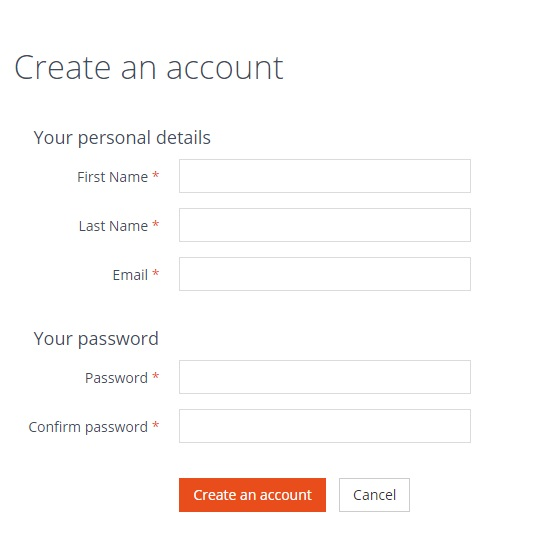 Create an account
Your personal details
First Name *
Last Name *
Email *
Your password
Password *
Confirm password *
Create an account Cancel